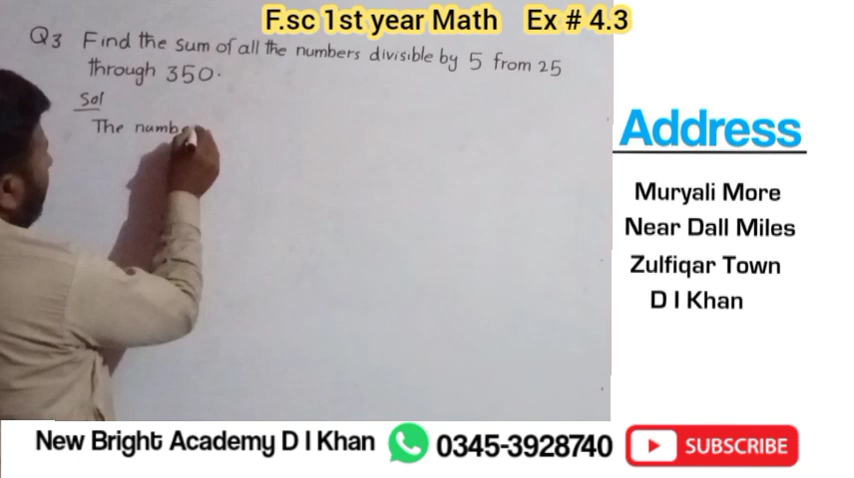 F.sc 1st year Math Ex # 4.3
Q3 Find the sum of all the numbers divisible by 5 from 25
through 350.
Sol
The numbe
Address
Muryali More
Near Dall Miles
Zulfiqar Town
D I Khan
New Bright Academy D I Khan 0345-3928740 SUBSCRIBE